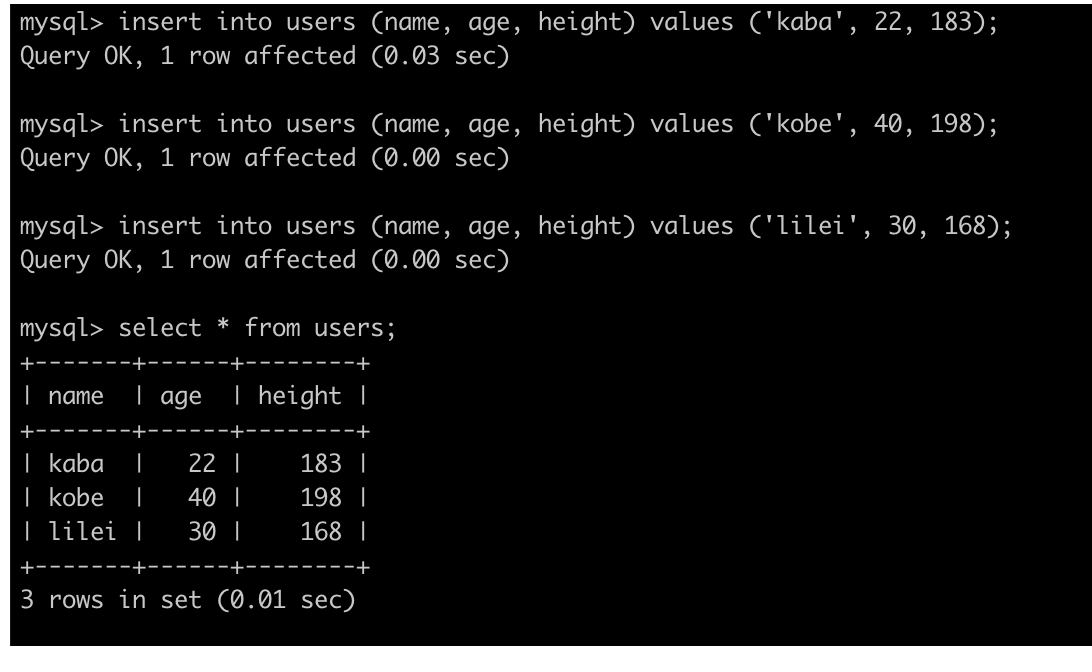 mysql> insert into users (name, age, height) values ('kaba', 22, 183);
Query OK, 1 row affected (0.03 sec)
mysql> insert into users (name, age, height) values ('kobe', 40, 198);
Query OK, 1 row affected (0.00 sec)
mysql> insert into users (name, age, height) values ('lilei', 30, 168);
Query OK, 1 row affected (0.00 sec)
mysql> select * from users;
+-------+------+--------+
| name  | age  | height |
+-------+------+--------+
| kaba  |   22 |    183 |
| kobe  |   40 |    198 |
| lilei |   30 |    168 |
+-------+------+--------+
3 rows in set (0.01 sec)